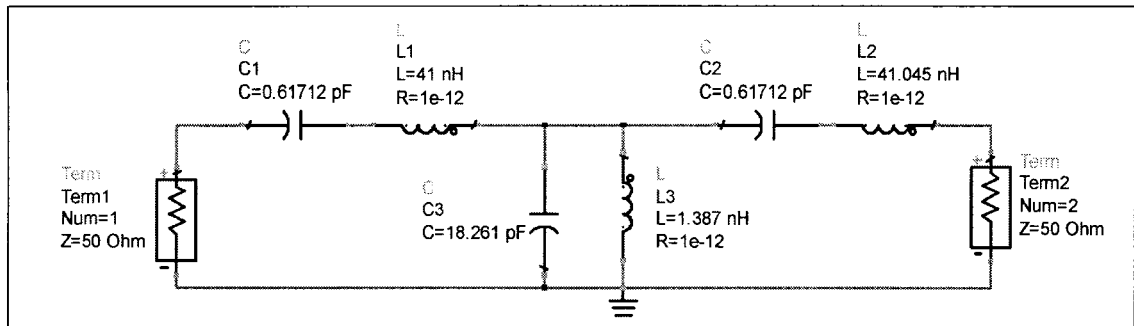 C
C1
C=0.61712 pF
L
L1
L=41 nH
R=1e-12
C
C2
C=0.61712 pF
L
L2
L=41.045 nH
R=1e-12
+
Term
Term1
Num=1
Z=50 Ohm
-
C
C3
C=18.261 pF
L
L3
L=1.387 nH
R=1e-12
+
Term
Term2
Num=2
Z=50 Ohm
-